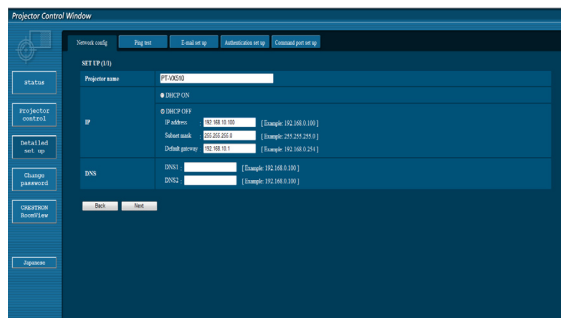 Projector Control Window
Network config Ping test E-mail set up Authentication set up Command port set up
SET UP (1/1)
Status
Projector name PT-VX510
DHCP ON
Projector control
IP
DHCP OFF
IP address : 192.168.10.100 [ Example: 192.168.0.100 ]
Subnet mask : 255.255.255.0 [ Example: 255.255.255.0 ]
Default gateway : 192.168.10.1 [ Example: 192.168.0.254 ]
Detailed set up
DNS
DNS1 : [ Example: 192.168.0.100 ]
DNS2 : [ Example: 192.168.0.100 ]
Change password
Back Next
CRESTRON RoomView
Japanese